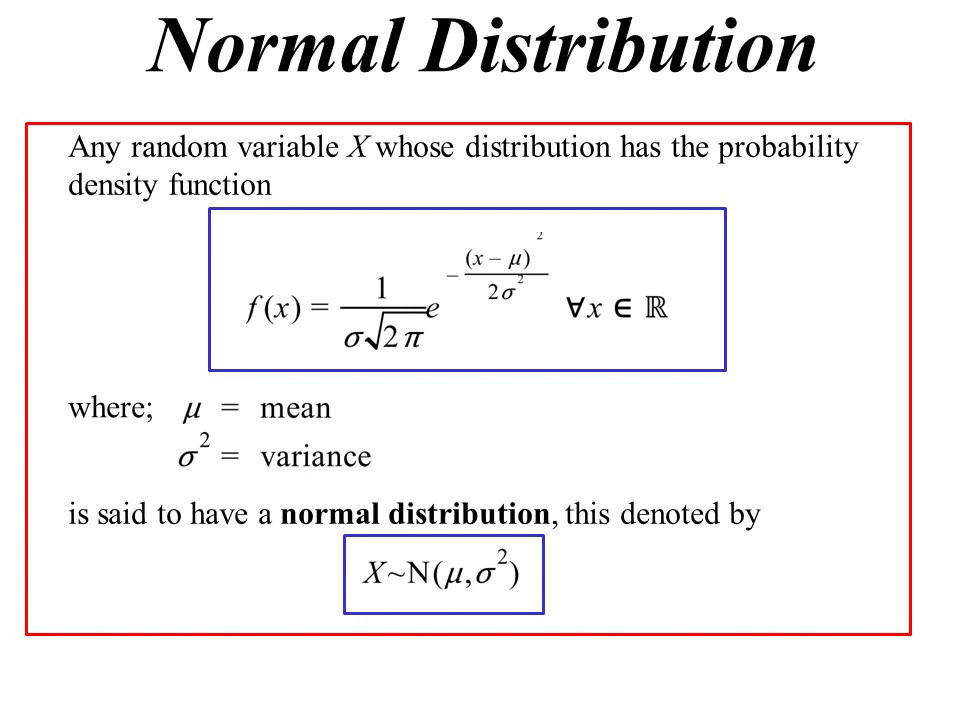 Normal Distribution
Any random variable X whose distribution has the probability
density function
f (x) = 1/(σ√2π) e^(−(x − μ)²/(2σ²)) ∀x ∈ ℝ
where; μ = mean
σ² = variance
is said to have a normal distribution, this denoted by
X~N(μ,σ²)